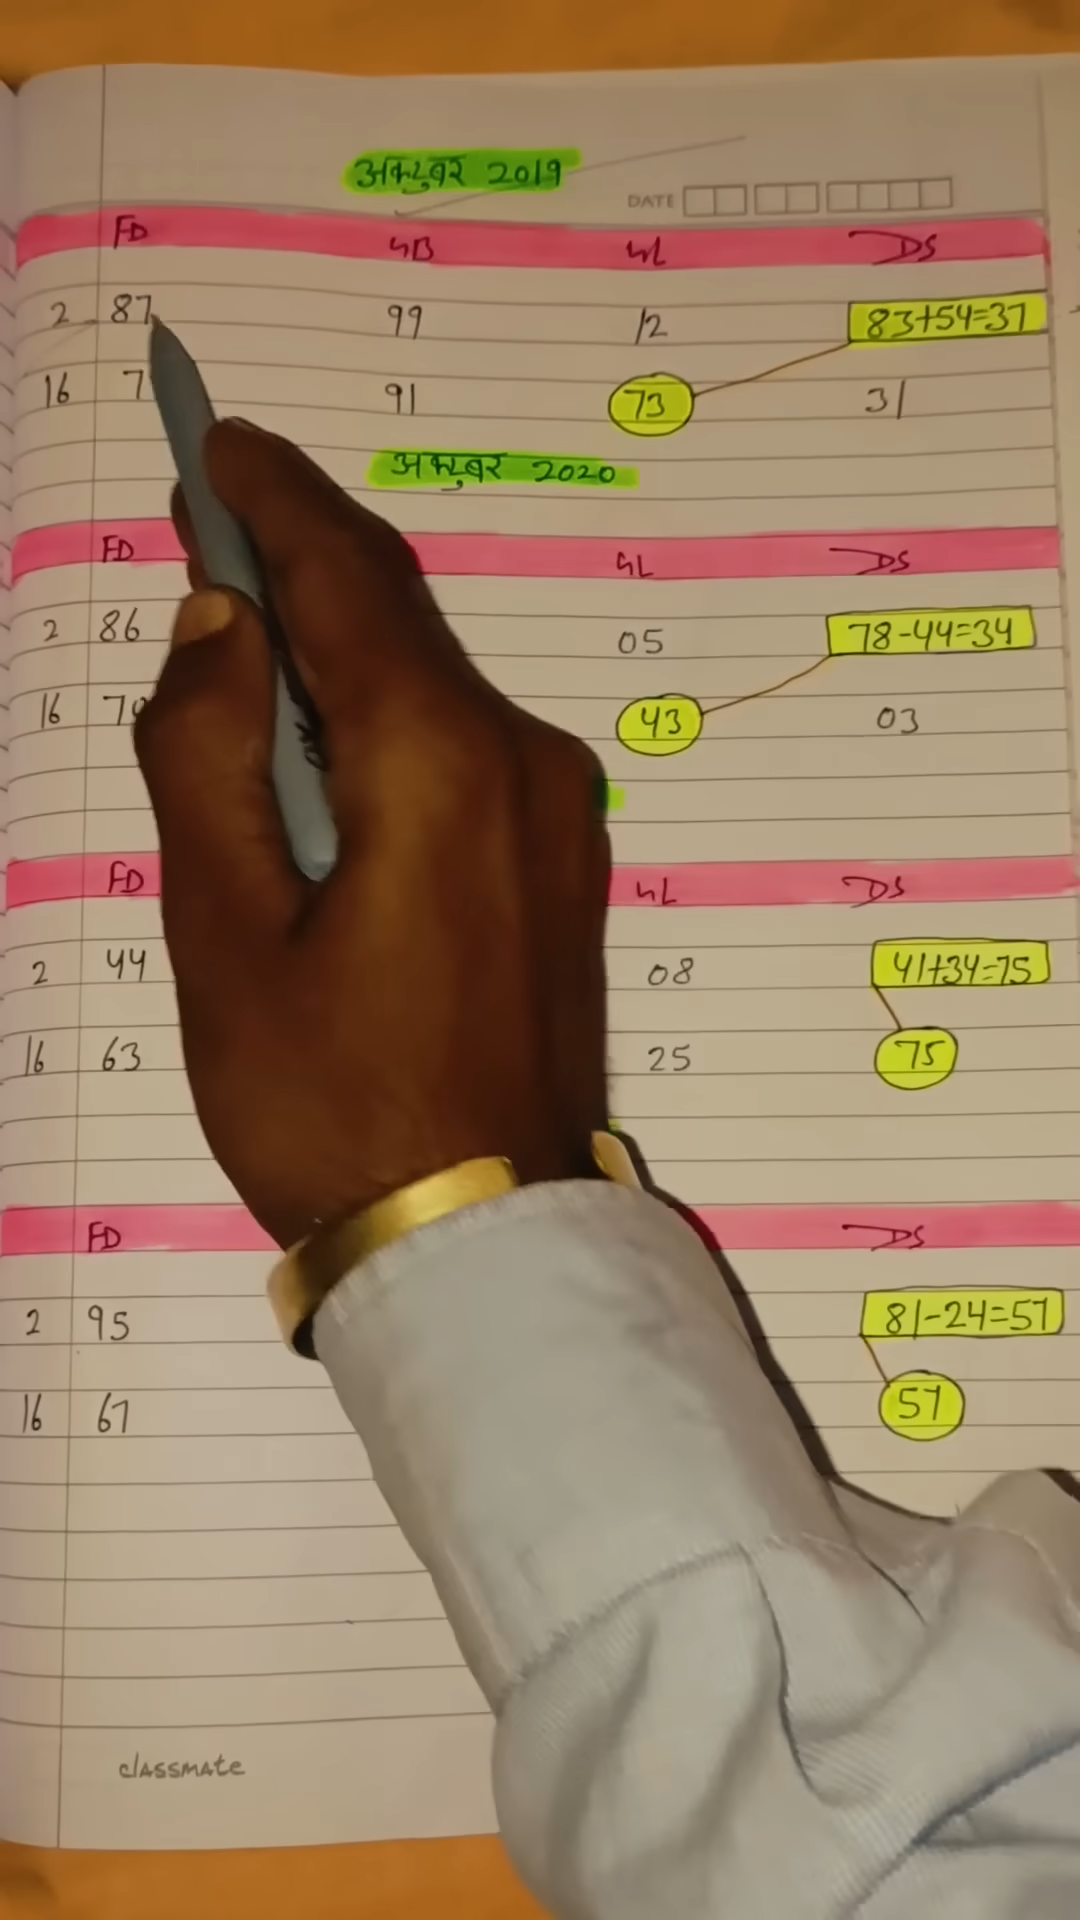 अक्टुबर 2019
DATE
FD GB GL DS
2 87 99 12 83+54=37
16 7 91 73 31
अक्टुबर 2020
FD GL DS
2 86 05 78-44=34
16 43 03
FD GL DS
2 44 08 41+34=75
16 63 25 75
FD DS
2 95 81-24=57
16 67 57
classmate